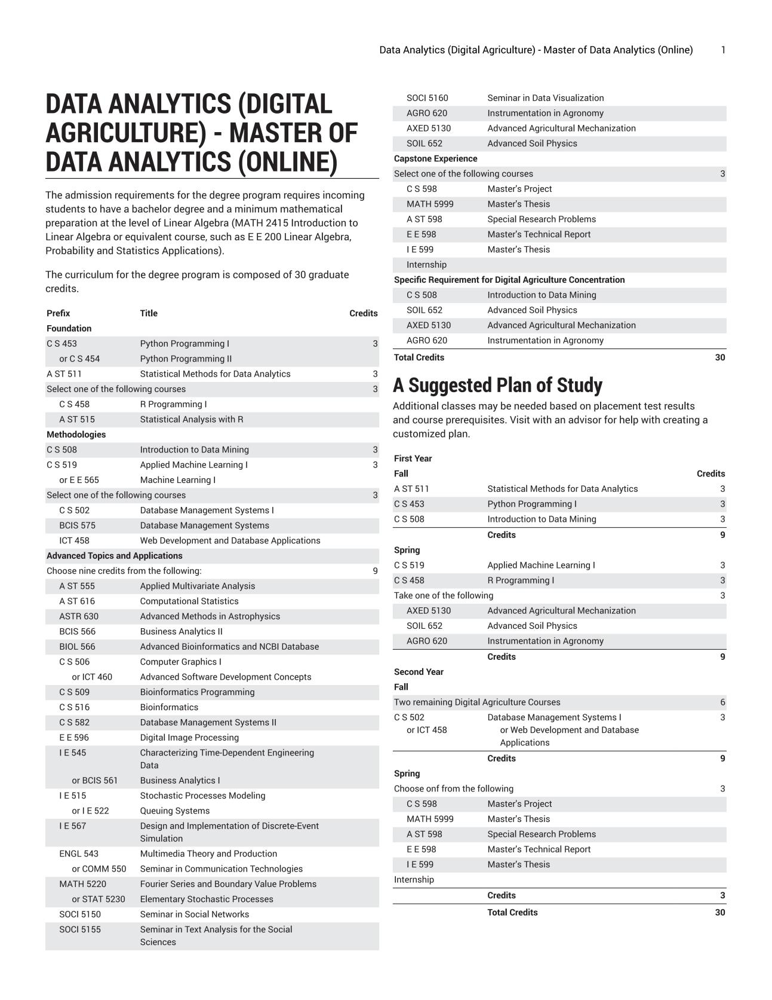 Data Analytics (Digital Agriculture) - Master of Data Analytics (Online) 1
DATA ANALYTICS (DIGITAL
AGRICULTURE) - MASTER OF
DATA ANALYTICS (ONLINE)
The admission requirements for the degree program requires incoming
students to have a bachelor degree and a minimum mathematical
preparation at the level of Linear Algebra (MATH 2415 Introduction to
Linear Algebra or equivalent course, such as E E 200 Linear Algebra,
Probability and Statistics Applications).
The curriculum for the degree program is composed of 30 graduate
credits.
Prefix Title Credits
Foundation
C S 453 Python Programming I 3
or C S 454 Python Programming II
A ST 511 Statistical Methods for Data Analytics 3
Select one of the following courses 3
C S 458 R Programming I
A ST 515 Statistical Analysis with R
Methodologies
C S 508 Introduction to Data Mining 3
C S 519 Applied Machine Learning I 3
or E E 565 Machine Learning I
Select one of the following courses 3
C S 502 Database Management Systems I
BCIS 575 Database Management Systems
ICT 458 Web Development and Database Applications
Advanced Topics and Applications
Choose nine credits from the following: 9
A ST 555 Applied Multivariate Analysis
A ST 616 Computational Statistics
ASTR 630 Advanced Methods in Astrophysics
BCIS 566 Business Analytics II
BIOL 566 Advanced Bioinformatics and NCBI Database
C S 506 Computer Graphics I
or ICT 460 Advanced Software Development Concepts
C S 509 Bioinformatics Programming
C S 516 Bioinformatics
C S 582 Database Management Systems II
E E 596 Digital Image Processing
I E 545 Characterizing Time-Dependent Engineering
Data
or BCIS 561 Business Analytics I
I E 515 Stochastic Processes Modeling
or I E 522 Queuing Systems
I E 567 Design and Implementation of Discrete-Event
Simulation
ENGL 543 Multimedia Theory and Production
or COMM 550 Seminar in Communication Technologies
MATH 5220 Fourier Series and Boundary Value Problems
or STAT 5230 Elementary Stochastic Processes
SOCI 5150 Seminar in Social Networks
SOCI 5155 Seminar in Text Analysis for the Social
Sciences
SOCI 5160 Seminar in Data Visualization
AGRO 620 Instrumentation in Agronomy
AXED 5130 Advanced Agricultural Mechanization
SOIL 652 Advanced Soil Physics
Capstone Experience
Select one of the following courses 3
C S 598 Master's Project
MATH 5999 Master's Thesis
A ST 598 Special Research Problems
E E 598 Master's Technical Report
I E 599 Master's Thesis
Internship
Specific Requirement for Digital Agriculture Concentration
C S 508 Introduction to Data Mining
SOIL 652 Advanced Soil Physics
AXED 5130 Advanced Agricultural Mechanization
AGRO 620 Instrumentation in Agronomy
Total Credits 30
A Suggested Plan of Study
Additional classes may be needed based on placement test results
and course prerequisites. Visit with an advisor for help with creating a
customized plan.
First Year
Fall Credits
A ST 511 Statistical Methods for Data Analytics 3
C S 453 Python Programming I 3
C S 508 Introduction to Data Mining 3
Credits 9
Spring
C S 519 Applied Machine Learning I 3
C S 458 R Programming I 3
Take one of the following 3
AXED 5130 Advanced Agricultural Mechanization
SOIL 652 Advanced Soil Physics
AGRO 620 Instrumentation in Agronomy
Credits 9
Second Year
Fall
Two remaining Digital Agriculture Courses 6
C S 502 Database Management Systems I 3
or ICT 458 or Web Development and Database
Applications
Credits 9
Spring
Choose onf from the following 3
C S 598 Master's Project
MATH 5999 Master's Thesis
A ST 598 Special Research Problems
E E 598 Master's Technical Report
I E 599 Master's Thesis
Internship
Credits 3
Total Credits 30